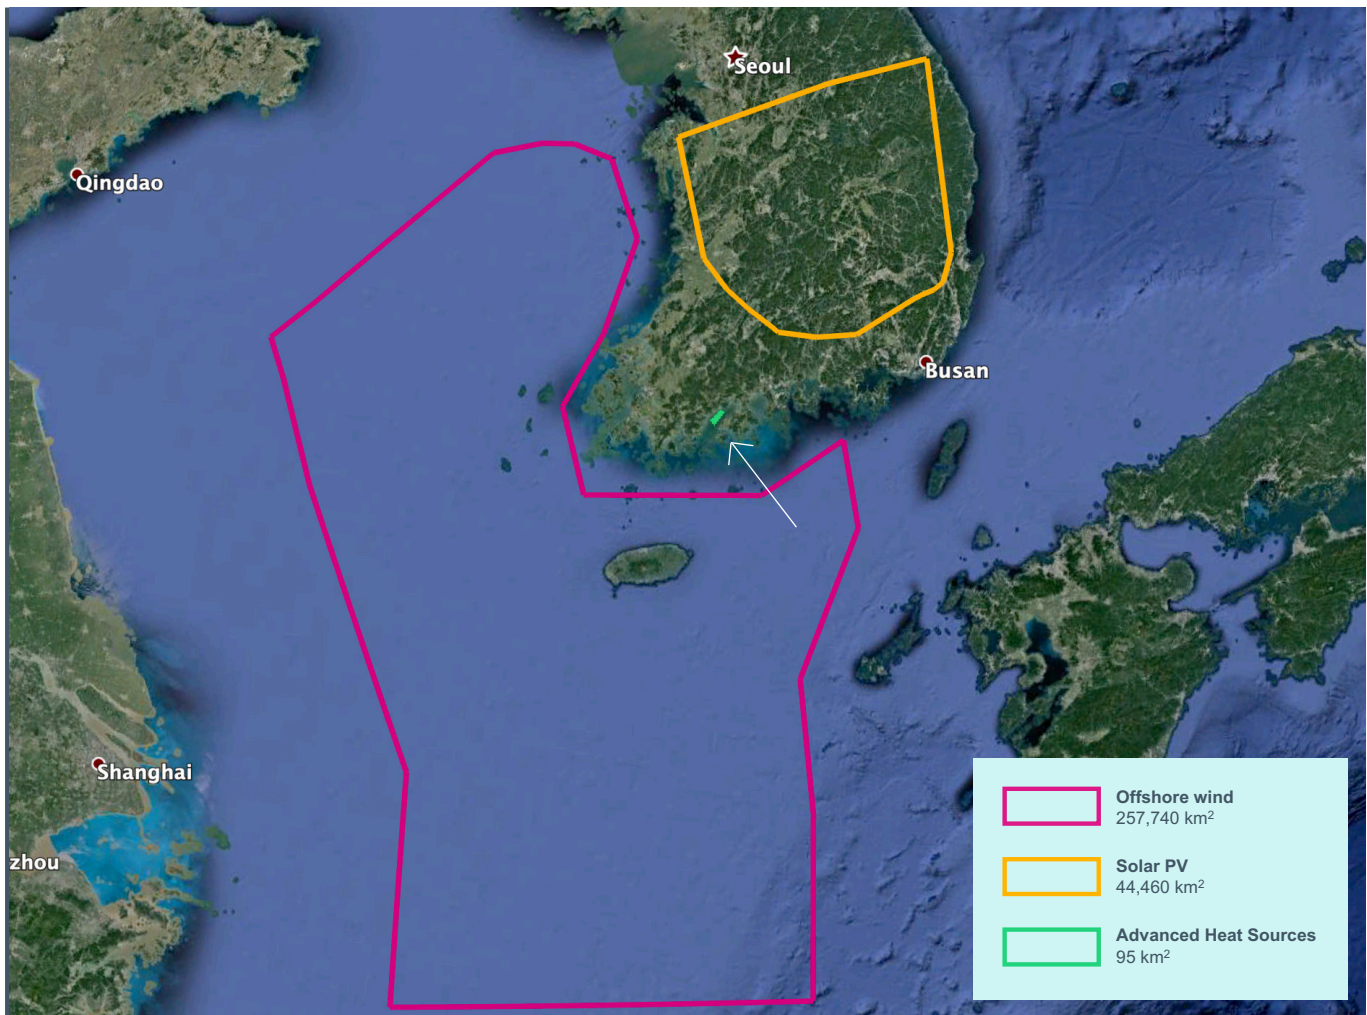 Seoul
Qingdao
Busan
Shanghai
zhou
Offshore wind
257,740 km²
Solar PV
44,460 km²
Advanced Heat Sources
95 km²